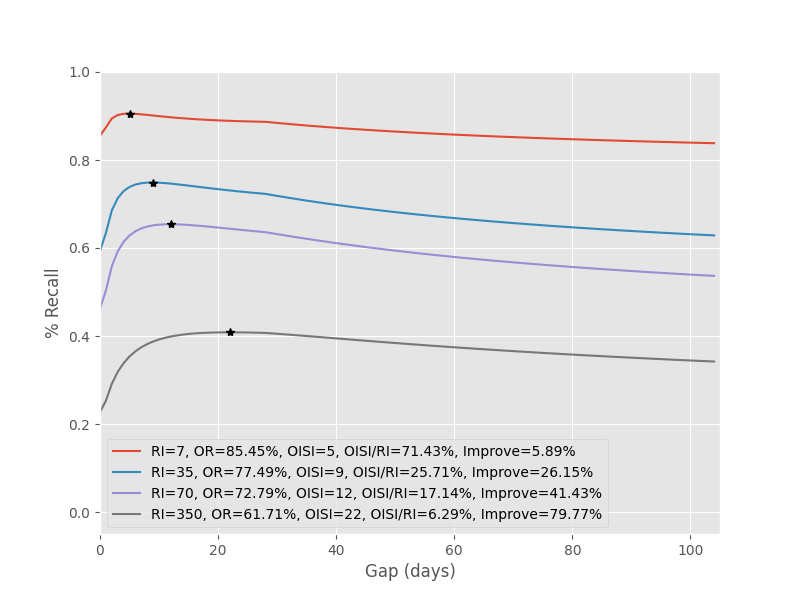 1.0
0.8
0.6
0.4
0.2
0.0
% Recall
RI=7, OR=85.45%, OISI=5, OISI/RI=71.43%, Improve=5.89%
RI=35, OR=77.49%, OISI=9, OISI/RI=25.71%, Improve=26.15%
RI=70, OR=72.79%, OISI=12, OISI/RI=17.14%, Improve=41.43%
RI=350, OR=61.71%, OISI=22, OISI/RI=6.29%, Improve=79.77%
0 20 40 60 80 100
Gap (days)